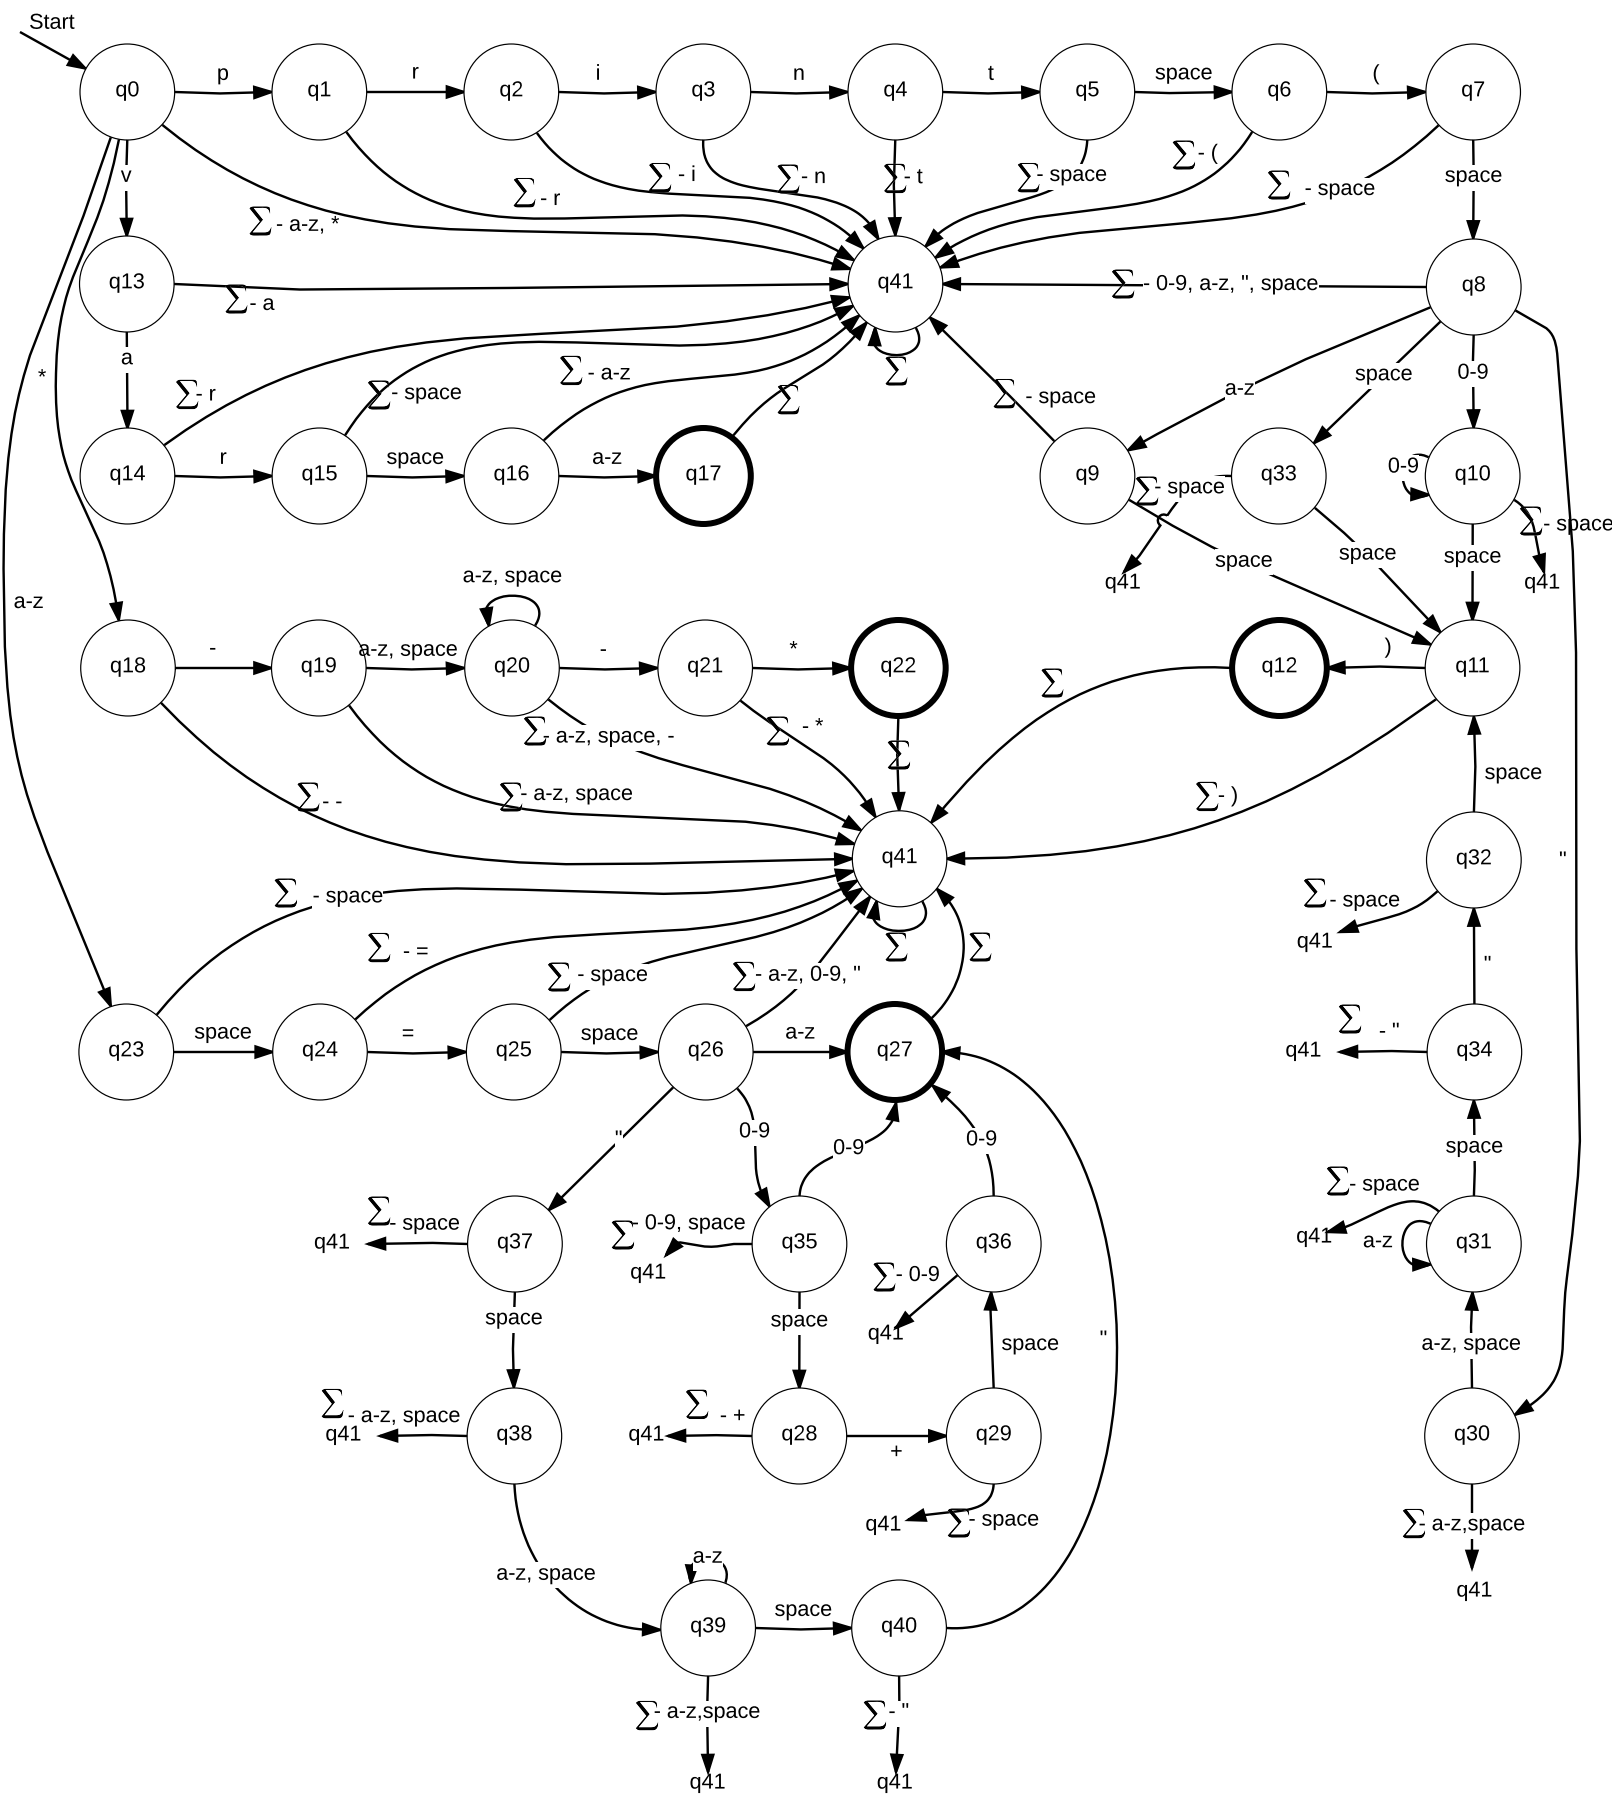 Start
q0
p
q1
r
q2
i
q3
n
q4
t
q5
space
q6
(
q7
v
∑ - a-z, *
∑ - r
∑ - i
∑ - n
∑ - t
∑ - space
∑ - (
∑ - space
space
q13
∑ - a
q41
∑
∑ - 0-9, a-z, ", space
q8
a
*
∑ - r
∑ - space
∑ - a-z
∑
∑ - space
a-z
space
0-9
q14
r
q15
space
q16
a-z
q17
q9
∑ - space
q41
q33
0-9
q10
∑ - space
q41
space
space
space
a-z
a-z, space
q18
-
q19
a-z, space
q20
-
q21
*
q22
q12
)
q11
∑ - -
∑ - a-z, space
∑ - a-z, space, -
∑ - *
∑
∑
∑ - )
space
q41
∑
∑
q32
"
∑ - space
q41
∑ - space
∑ - =
∑ - space
∑ - a-z, 0-9, "
"
q23
space
q24
=
q25
space
q26
a-z
q27
∑ - "
q41
q34
"
0-9
0-9
0-9
space
∑ - space
q41
q37
∑ - 0-9, space
q41
q35
q36
∑ - 0-9
q41
∑ - space
q41
a-z
q31
space
space
space
"
a-z, space
∑ - a-z, space
q41
q38
∑ - +
q41
q28
+
q29
q30
∑ - space
q41
∑ - a-z,space
q41
a-z, space
a-z
q39
space
q40
∑ - a-z,space
q41
∑ - "
q41